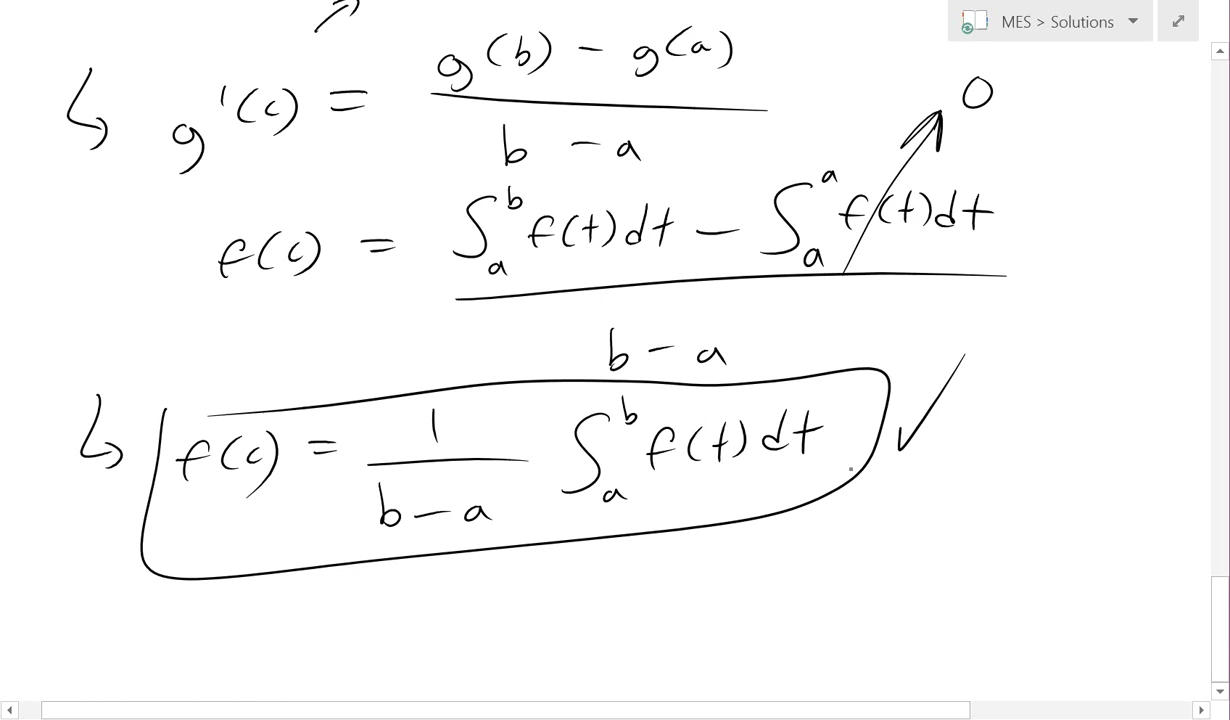 MES > Solutions
↳ g'(c) = (g(b) - g(a)) / (b - a)
f(c) = (∫_a^b f(t)dt - ∫_a^a f(t)dt) / (b - a) ↗ 0
↳ f(c) = 1/(b-a) ∫_a^b f(t)dt ✓